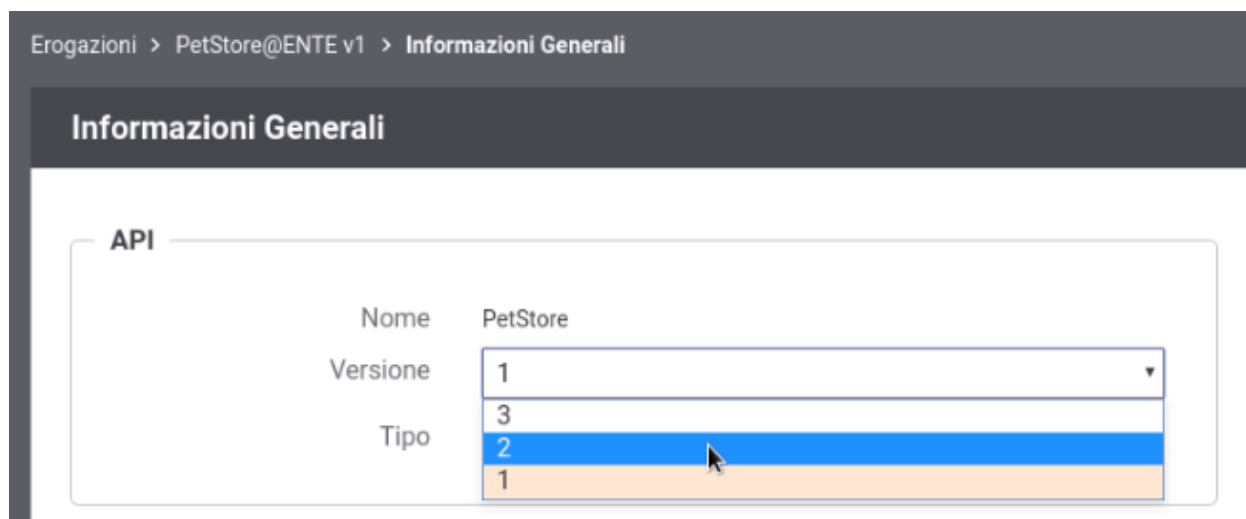 Erogazioni > PetStore@ENTE v1 > Informazioni Generali
Informazioni Generali
API
Nome PetStore
Versione 1
3
Tipo
2
1